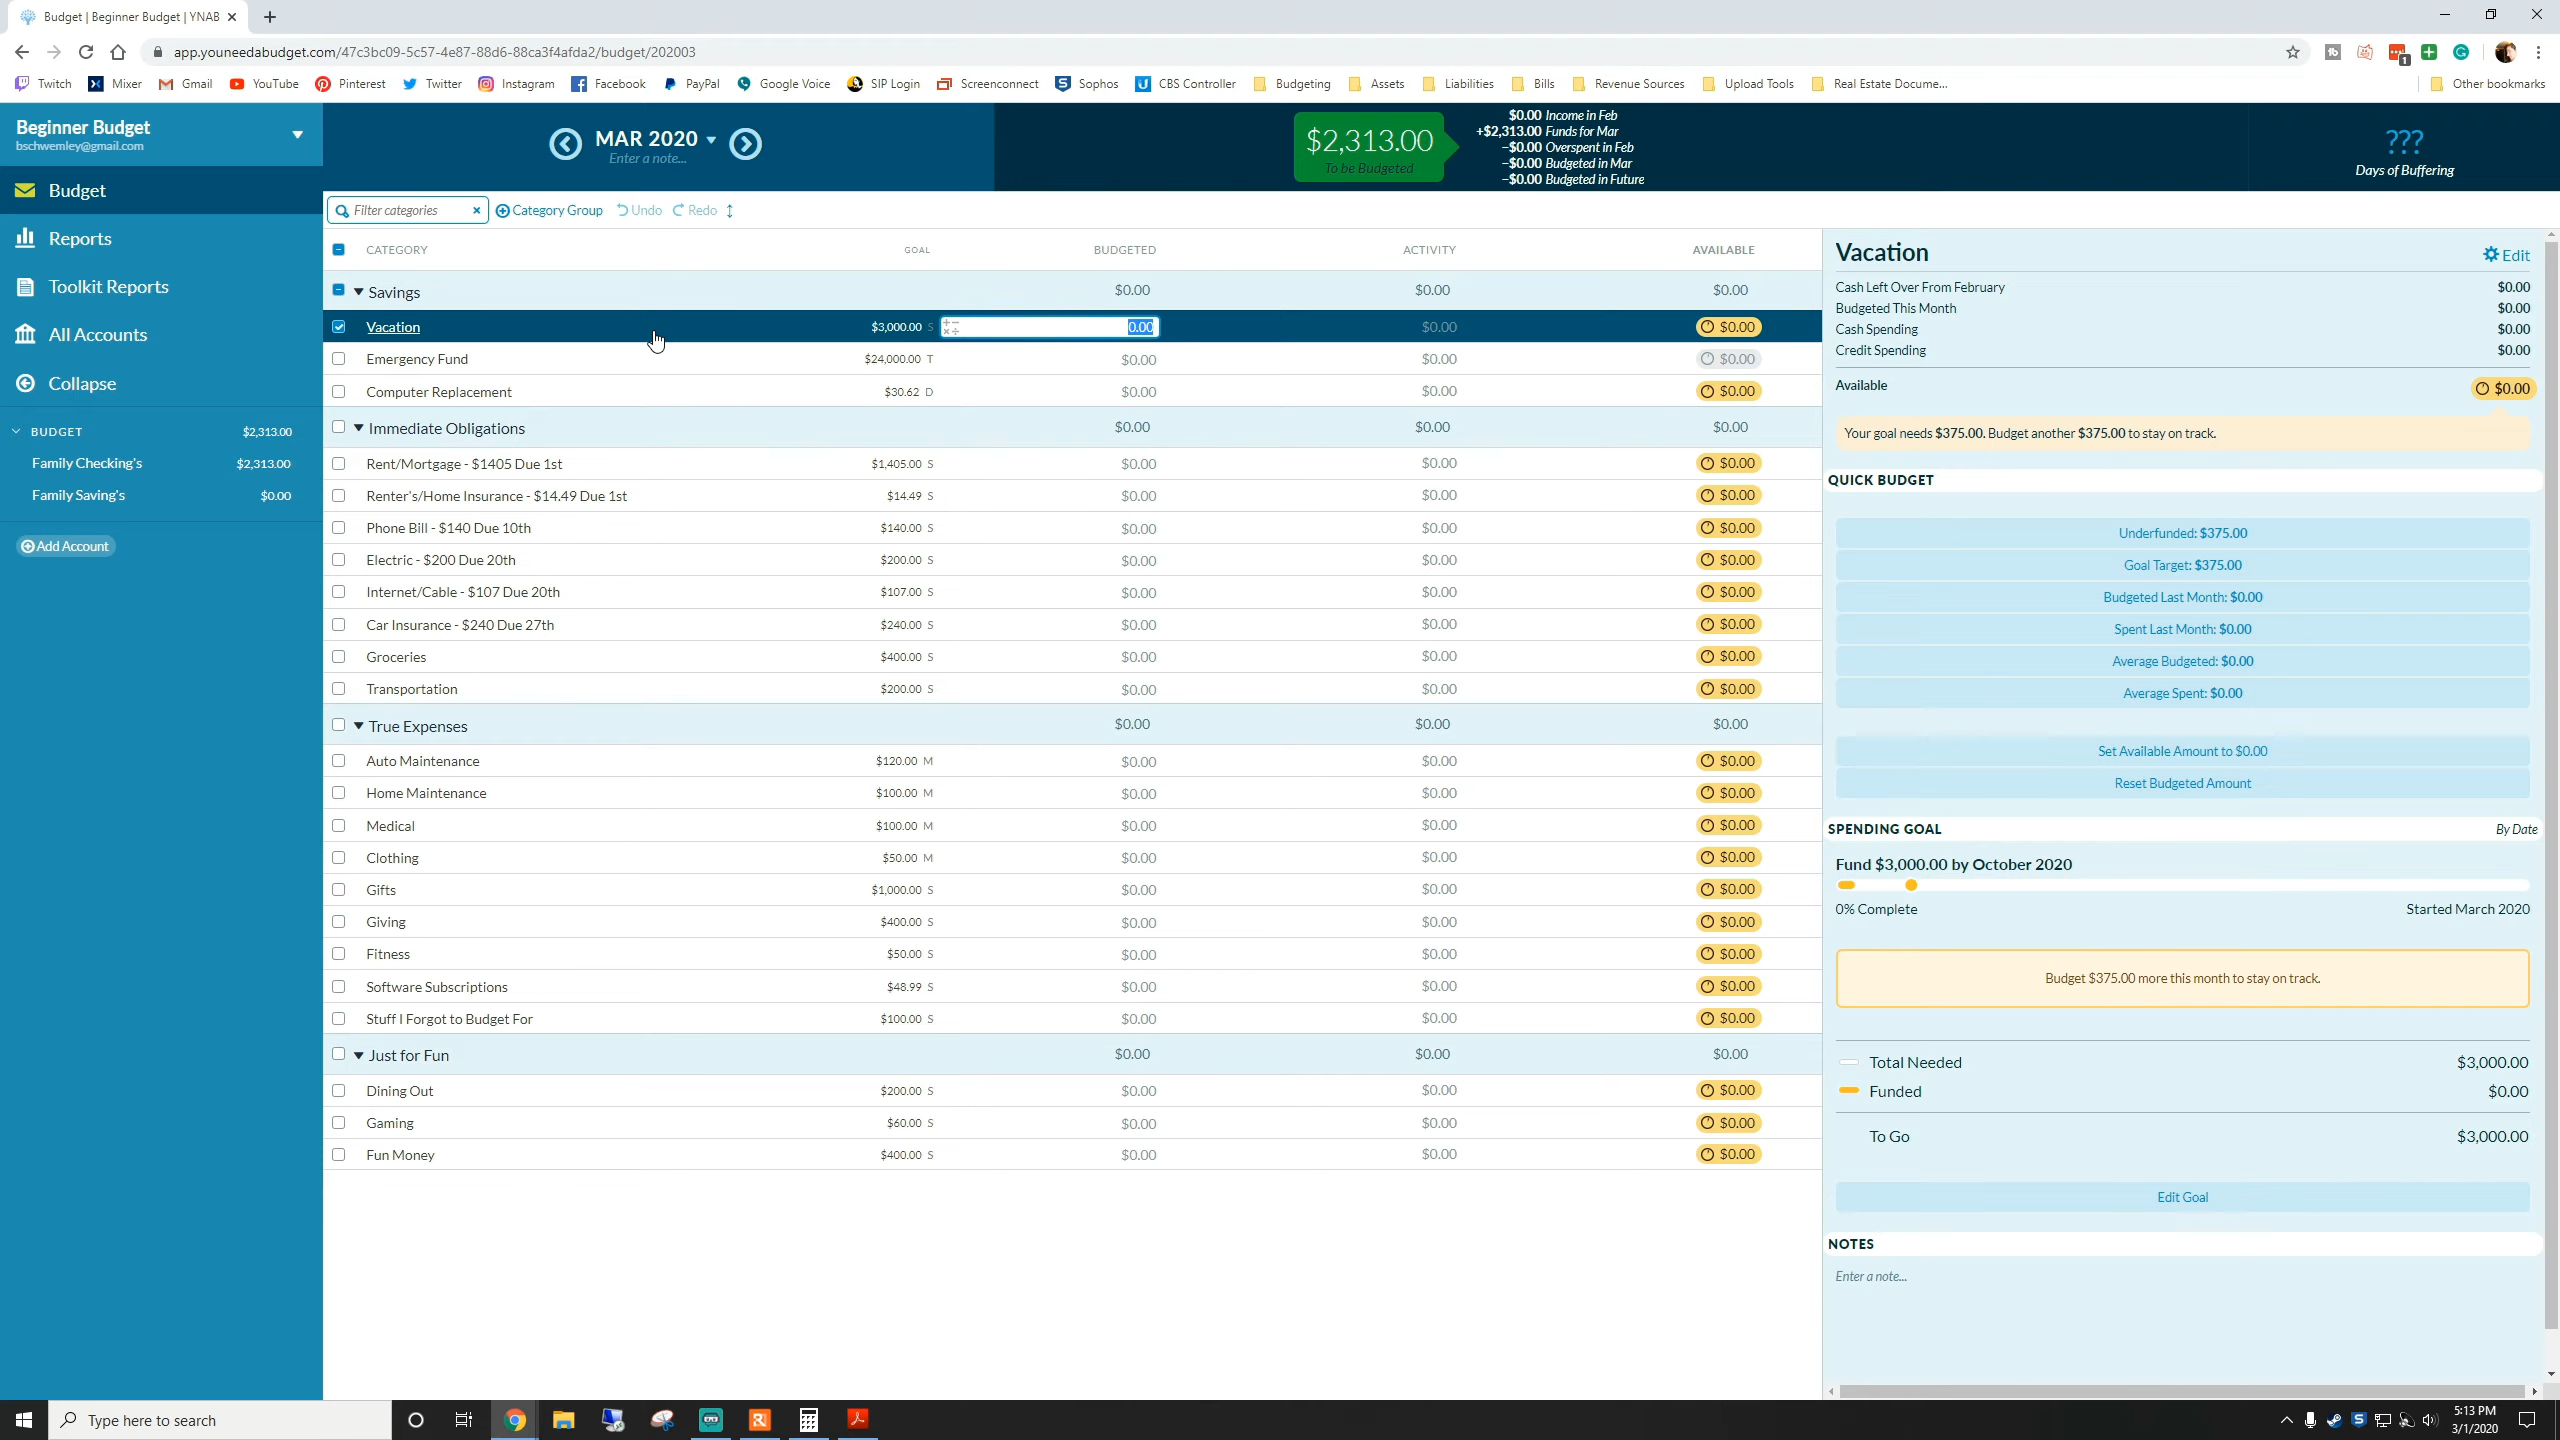 Budget | Beginner Budget | YNAB
app.youneedabudget.com/47c3bc09-5c57-4e87-88d6-88ca3f4afda2/budget/202003
Twitch Mixer Gmail YouTube Pinterest Twitter Instagram Facebook PayPal Google Voice SIP Login Screenconnect Sophos CBS Controller Budgeting Assets Liabilities Bills Revenue Sources Upload Tools Real Estate Docume... Other bookmarks
Beginner Budget
bschwemley@gmail.com
Budget
Reports
Toolkit Reports
All Accounts
Collapse
BUDGET $2,313.00
Family Checking's $2,313.00
Family Saving's $0.00
Add Account
MAR 2020
Enter a note...
$2,313.00
To be Budgeted
$0.00 Income in Feb
+$2,313.00 Funds for Mar
−$0.00 Overspent in Feb
−$0.00 Budgeted in Mar
−$0.00 Budgeted in Future
???
Days of Buffering
Filter categories × Category Group Undo Redo
CATEGORY GOAL BUDGETED ACTIVITY AVAILABLE
Savings $0.00 $0.00 $0.00
Vacation $3,000.00 S 0.00 $0.00 $0.00
Emergency Fund $24,000.00 T $0.00 $0.00 $0.00
Computer Replacement $30.62 D $0.00 $0.00 $0.00
Immediate Obligations $0.00 $0.00 $0.00
Rent/Mortgage - $1405 Due 1st $1,405.00 S $0.00 $0.00 $0.00
Renter's/Home Insurance - $14.49 Due 1st $14.49 S $0.00 $0.00 $0.00
Phone Bill - $140 Due 10th $140.00 S $0.00 $0.00 $0.00
Electric - $200 Due 20th $200.00 S $0.00 $0.00 $0.00
Internet/Cable - $107 Due 20th $107.00 S $0.00 $0.00 $0.00
Car Insurance - $240 Due 27th $240.00 S $0.00 $0.00 $0.00
Groceries $400.00 S $0.00 $0.00 $0.00
Transportation $200.00 S $0.00 $0.00 $0.00
True Expenses $0.00 $0.00 $0.00
Auto Maintenance $120.00 M $0.00 $0.00 $0.00
Home Maintenance $100.00 M $0.00 $0.00 $0.00
Medical $100.00 M $0.00 $0.00 $0.00
Clothing $50.00 M $0.00 $0.00 $0.00
Gifts $1,000.00 S $0.00 $0.00 $0.00
Giving $400.00 S $0.00 $0.00 $0.00
Fitness $50.00 S $0.00 $0.00 $0.00
Software Subscriptions $48.99 S $0.00 $0.00 $0.00
Stuff I Forgot to Budget For $100.00 S $0.00 $0.00 $0.00
Just for Fun $0.00 $0.00 $0.00
Dining Out $200.00 S $0.00 $0.00 $0.00
Gaming $60.00 S $0.00 $0.00 $0.00
Fun Money $400.00 S $0.00 $0.00 $0.00
Vacation Edit
Cash Left Over From February $0.00
Budgeted This Month $0.00
Cash Spending $0.00
Credit Spending $0.00
Available $0.00
Your goal needs $375.00. Budget another $375.00 to stay on track.
QUICK BUDGET
Underfunded: $375.00
Goal Target: $375.00
Budgeted Last Month: $0.00
Spent Last Month: $0.00
Average Budgeted: $0.00
Average Spent: $0.00
Set Available Amount to $0.00
Reset Budgeted Amount
SPENDING GOAL By Date
Fund $3,000.00 by October 2020
0% Complete Started March 2020
Budget $375.00 more this month to stay on track.
Total Needed $3,000.00
Funded $0.00
To Go $3,000.00
Edit Goal
NOTES
Enter a note...
Type here to search
5:13 PM
3/1/2020